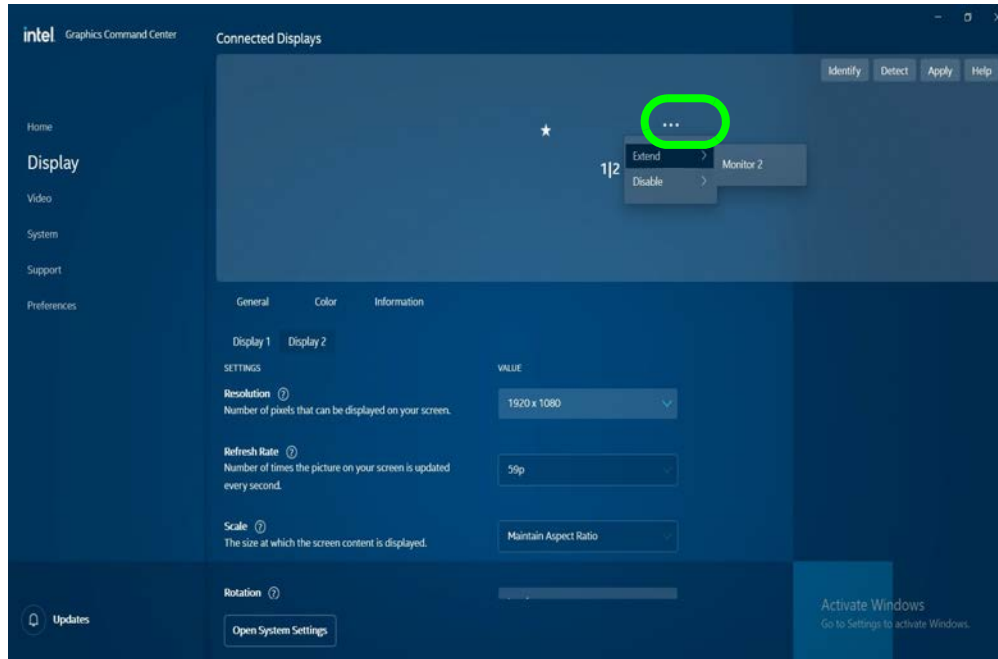 intel. Graphics Command Center
Connected Displays
Identify Detect Apply Help
Home
Display
Video
System
Support
Preferences
...
1|2
Extend
Monitor 2
Disable
General Color Information
Display 1 Display 2
SETTINGS VALUE
Resolution ?
Number of pixels that can be displayed on your screen.
1920 x 1080
Refresh Rate ?
Number of times the picture on your screen is updated
every second.
59p
Scale ?
The size at which the screen content is displayed.
Maintain Aspect Ratio
Rotation ?
Updates
Open System Settings
Activate Windows
Go to Settings to activate Windows.